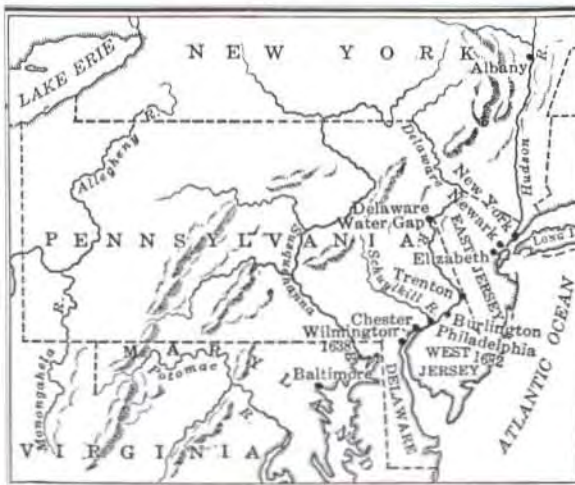 NEW YORK
LAKE ERIE
Albany
R.
Hudson
Allegheny R.
Delaware
R.
New York
Newark
Delaware
Water Gap
Long I.
PENNSYLVANIA
EAST JERSEY
Elizabeth
Susquehanna
Schuylkill R.
Trenton
Chester
Burlington
Wilmington
1638
Philadelphia
1682
WEST
JERSEY
Monongahela R.
MARYLAND
Potomac
R.
Baltimore
DELAWARE
ATLANTIC OCEAN
VIRGINIA